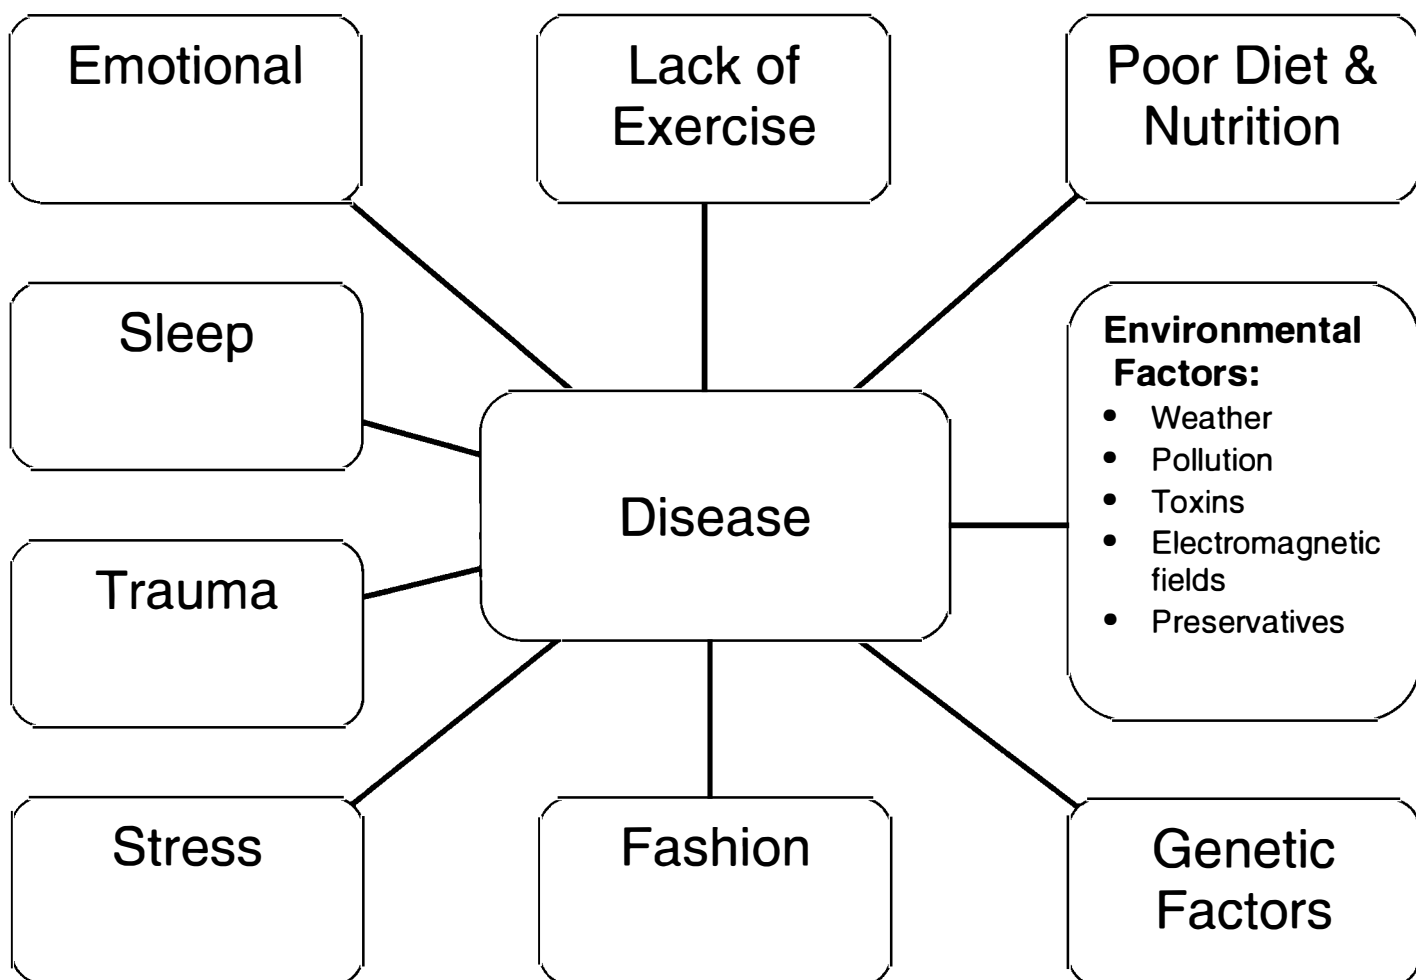 Emotional
Lack of
Exercise
Poor Diet &
Nutrition
Sleep
Environmental
Factors:
• Weather
• Pollution
• Toxins
• Electromagnetic
fields
• Preservatives
Disease
Trauma
Stress
Fashion
Genetic
Factors